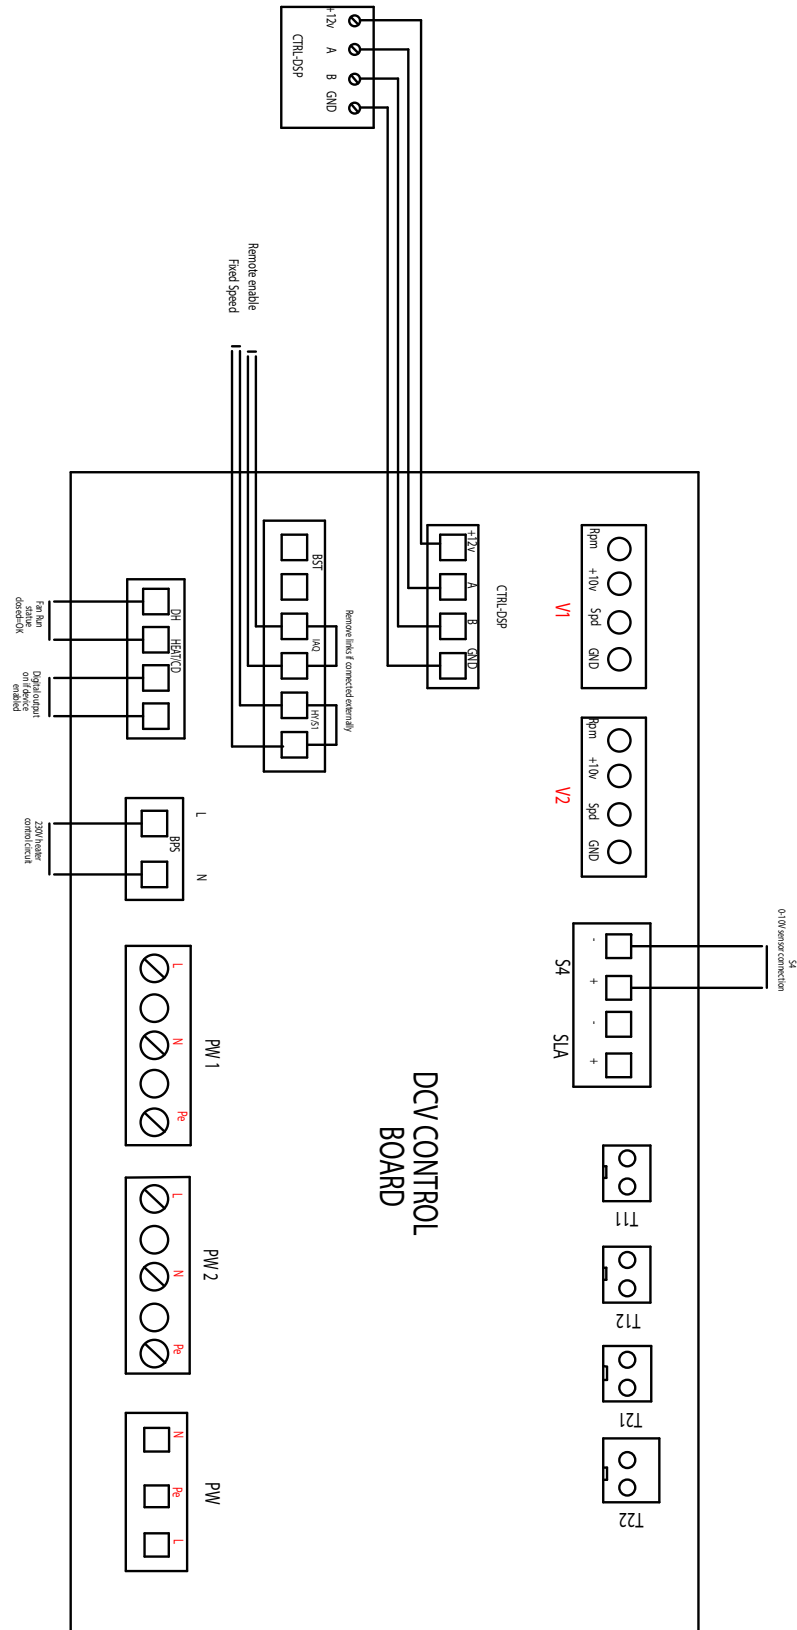 +12v
A
B
GND
CTRL-DSP
Remote enable
Fixed Speed
Rpm
+10v
Spd
GND
V1
Rpm
+10v
Spd
GND
V2
CTRL-DSP
+12v
A
B
GND
BST
IAQ
HY/S1
Remove links if connected externally
DH
HEAT/CD
Fan Run
statue
closed=OK
Digital output
on if device
enabled
L
N
BPS
230V heater
control circuit
S4
0-10V sensor connection
-
+
-
+
S4
SLA
DCV CONTROL
BOARD
L
N
Pe
PW 1
L
N
Pe
PW 2
N
Pe
L
PW
T11
T12
T21
T22